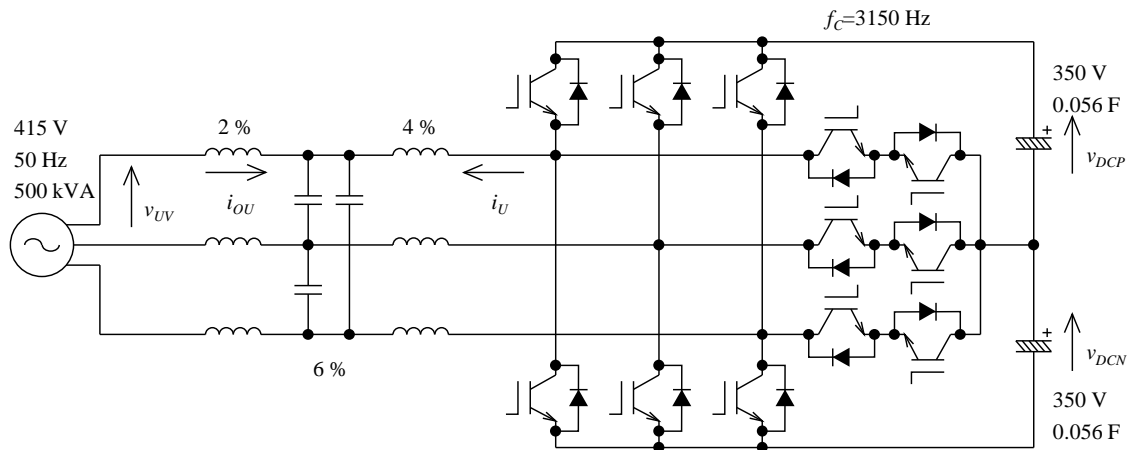 f_C=3150 Hz
415 V
50 Hz
500 kVA
2 %
4 %
350 V
0.056 F
+
v_DCP
v_UV
i_OU
i_U
6 %
+
v_DCN
350 V
0.056 F